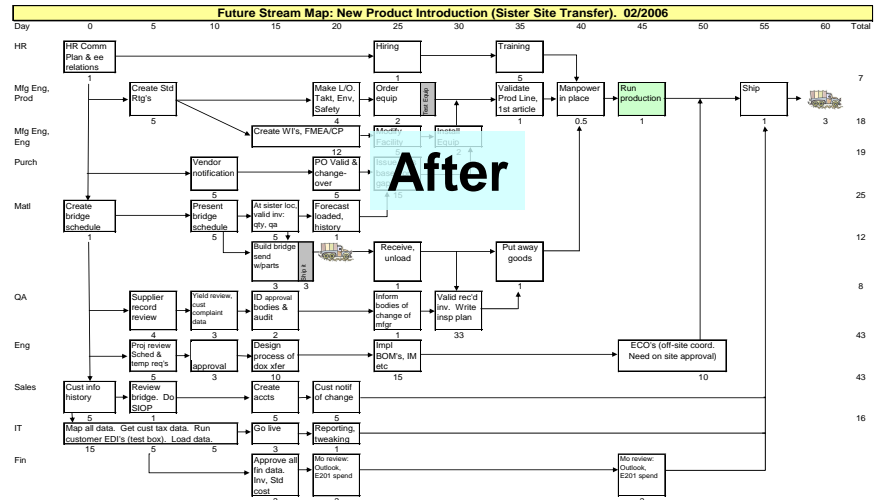 Future Stream Map: New Product Introduction (Sister Site Transfer). 02/2006
Day 0 5 10 15 20 25 30 35 40 45 50 55 60 Total
HR
HR Comm
Plan & ee
relations
1
Hiring
1
Training
5
7
Mfg Eng,
Prod
Create Std
Rtg's
5
Make L/O.
Takt, Env,
Safety
4
Order
equip
2
Test Equip
Validate
Prod Line,
1st article
1
Manpower
in place
0.5
Run
production
1
Ship
1
3
18
Mfg Eng,
Eng
Create WI's, FMEA/CP
12
Modify
Facility
Install
Equip
2
19
Purch
Vendor
notification
5
PO Valid &
change-
over
5
Issue
15
After
25
Matl
Create
bridge
schedule
1
Present
bridge
schedule
5
At sister loc,
valid inv:
qty, qa
5
Forecast
loaded,
history
1
12
Build bridge
send
w/parts
3
Ship it
3
Receive,
unload
1
Put away
goods
1
8
QA
Supplier
record
review
4
Yield review,
cust
complaint
data
3
ID approval
bodies &
audit
2
Inform
bodies of
change of
mfgr
1
Valid rec'd
inv. Write
insp plan
33
43
Eng
Proj review
Sched &
temp req's
5
approval
3
Design
process of
dox xfer
10
Impl
BOM's, IM
etc
15
ECO's (off-site coord.
Need on site approval)
10
43
Sales
Cust info
history
5
Review
bridge. Do
SIOP
1
Create
accts
5
Cust notif
of change
5
16
IT
Map all data. Get cust tax data. Run
customer EDI's (test box). Load data.
15 5 5
Go live
3
Reporting,
tweaking
1
Fin
Approve all
fin data.
Inv, Std
cost
Mo review:
Outlook,
E201 spend
Mo review:
Outlook,
E201 spend